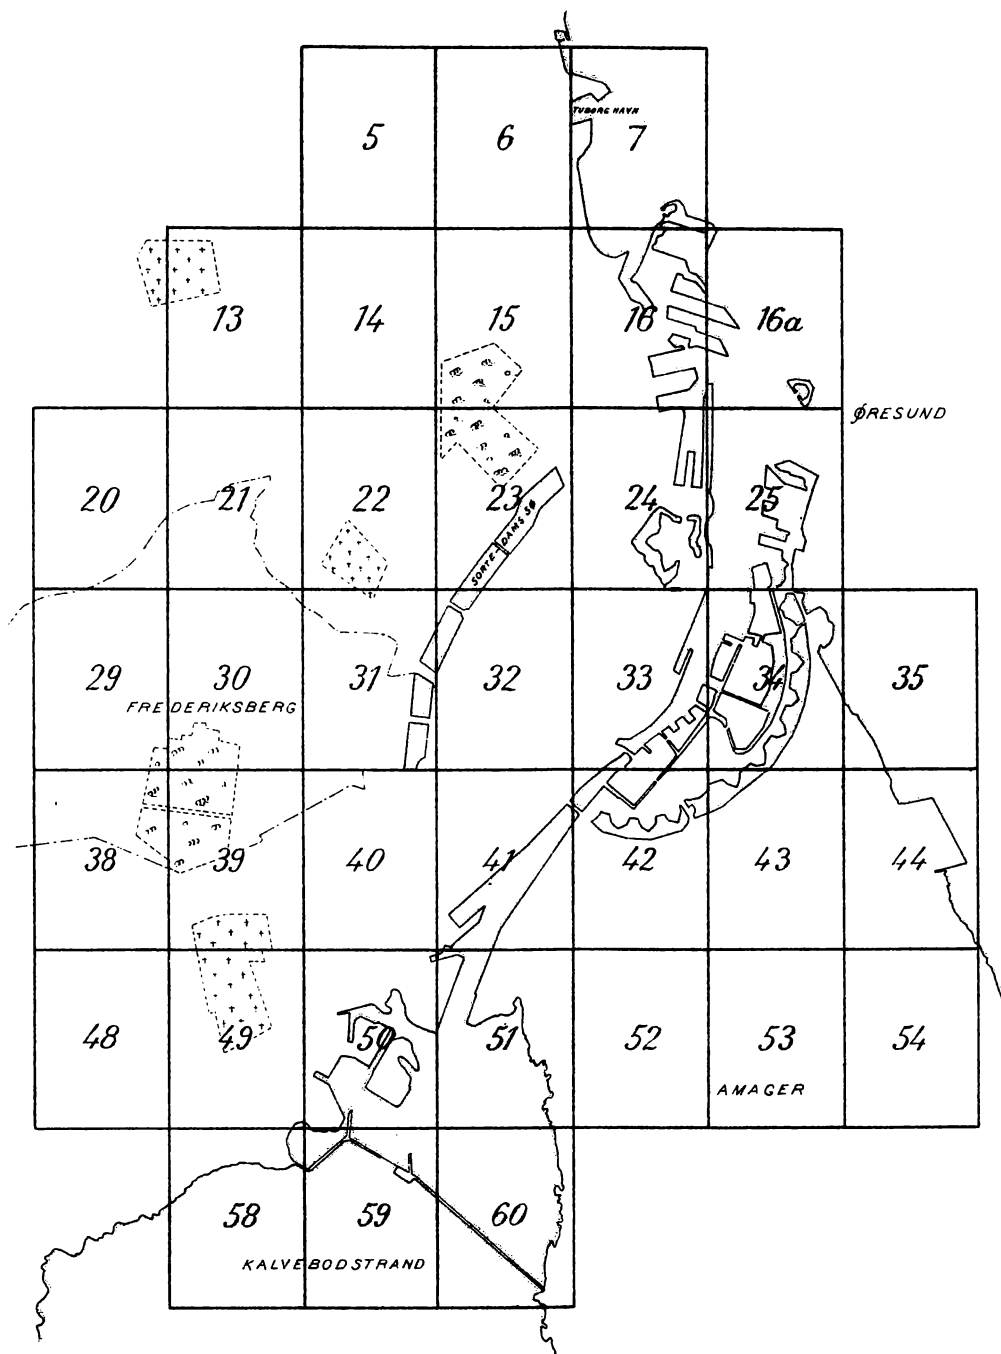 TUBORG HAVN
5 6 7
13 14 15 16 16a
ØRESUND
20 21 22 23 24 25
SORTE-DAMS SØ
29 30 31 32 33 34 35
FREDERIKSBERG
38 39 40 41 42 43 44
48 49 50 51 52 53 54
AMAGER
58 59 60
KALVEBODSTRAND